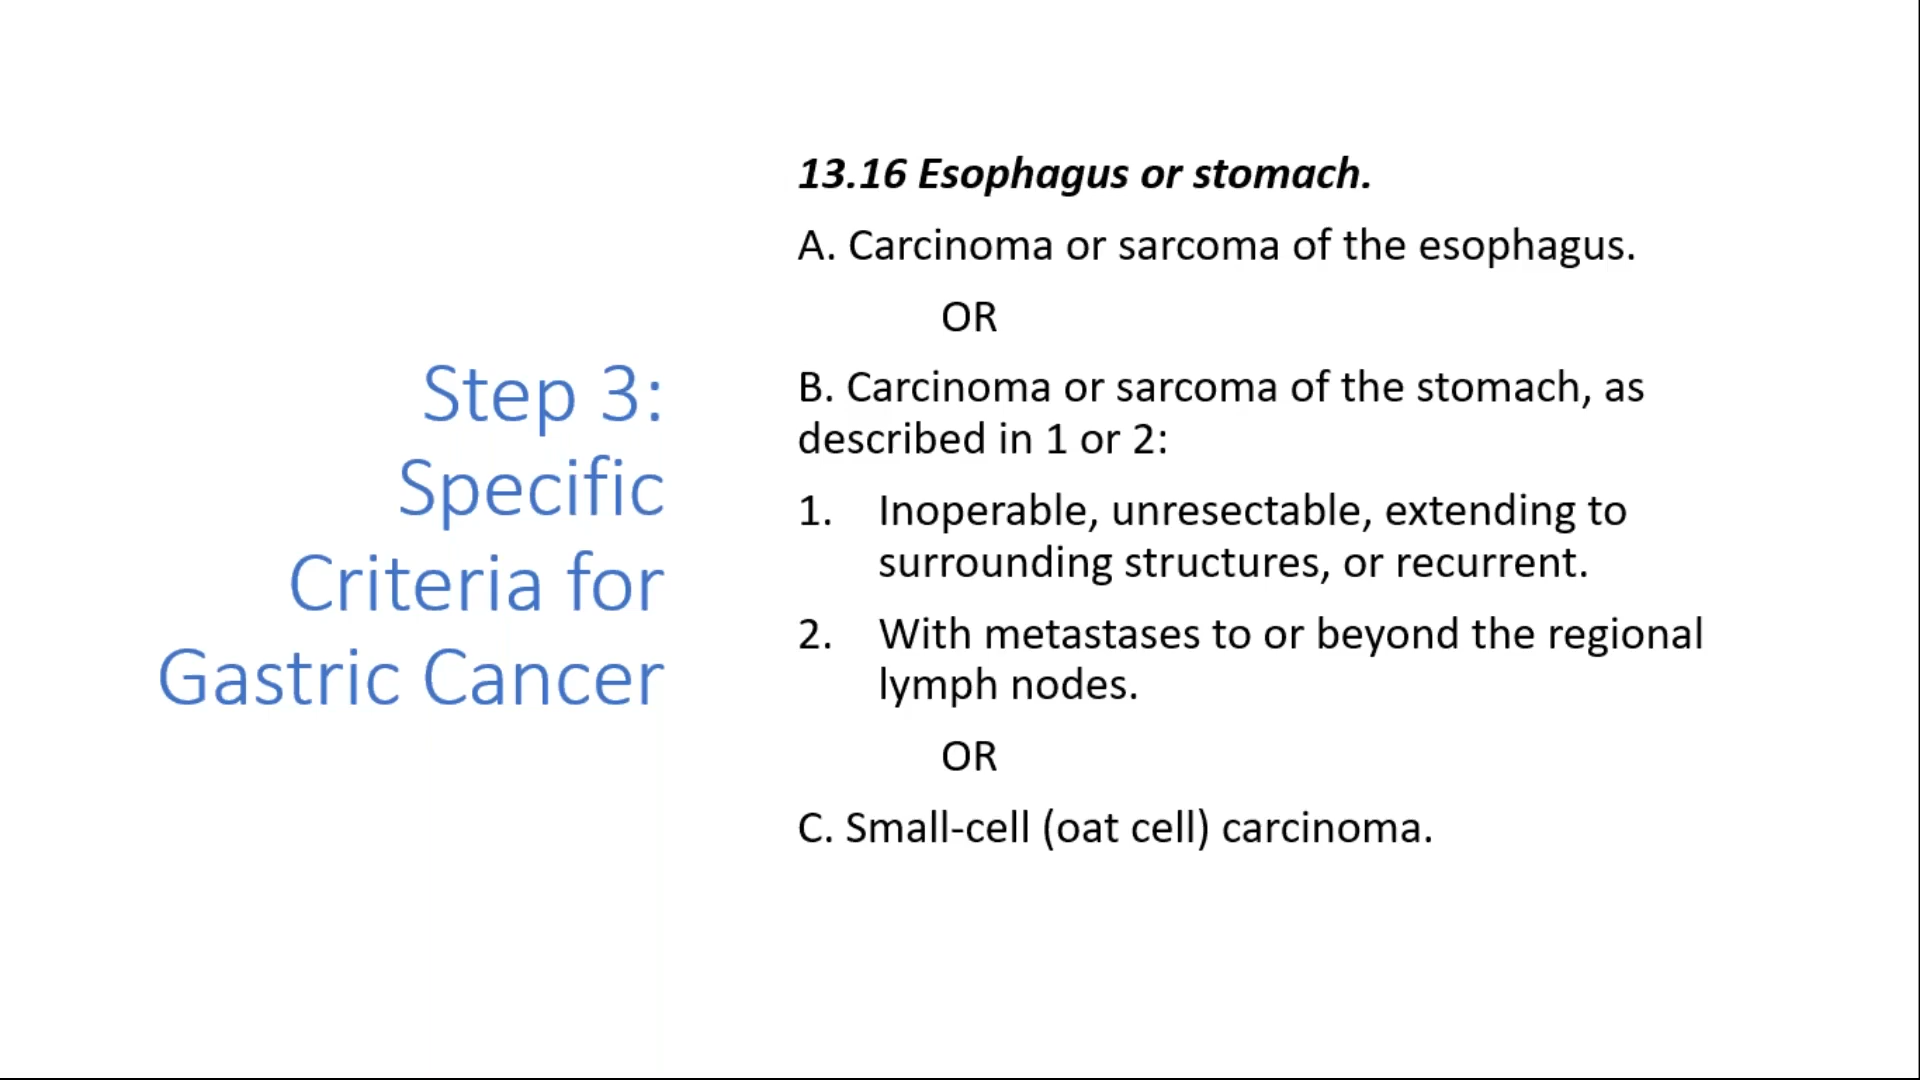 Step 3:
Specific
Criteria for
Gastric Cancer
13.16 Esophagus or stomach.
A. Carcinoma or sarcoma of the esophagus.
OR
B. Carcinoma or sarcoma of the stomach, as
described in 1 or 2:
1. Inoperable, unresectable, extending to
surrounding structures, or recurrent.
2. With metastases to or beyond the regional
lymph nodes.
OR
C. Small-cell (oat cell) carcinoma.